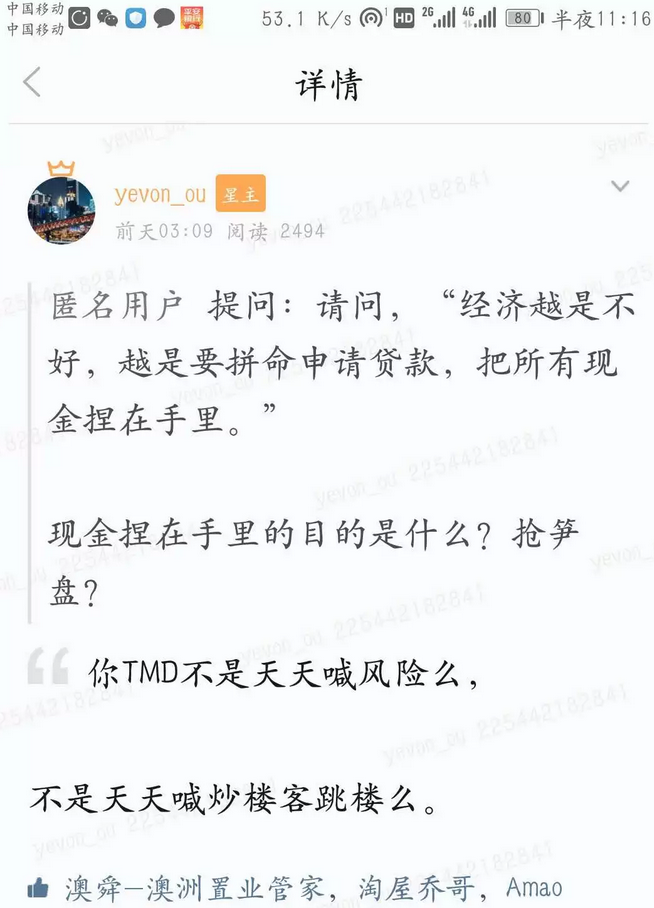 中国移动
中国移动
53.1 K/s HD 2G 4G 80 半夜11:16
详情
yevon_ou 星主
前天03:09 阅读 2494
匿名用户 提问：请问，“经济越是不
好，越是要拼命申请贷款，把所有现
金捏在手里。”
现金捏在手里的目的是什么？抢笋
盘？
你TMD不是天天喊风险么，
不是天天喊炒楼客跳楼么。
澳舜-澳洲置业管家，淘屋乔哥，Amao
yevon_ou 225442182841